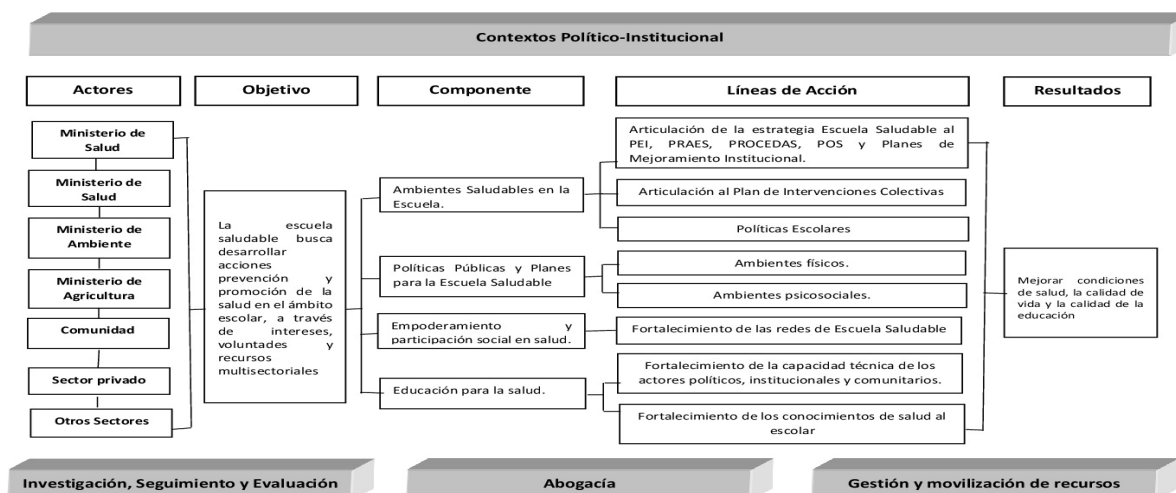 Contextos Político-Institucional
Actores
Objetivo
Componente
Líneas de Acción
Resultados
Ministerio de
Salud
Ministerio de
Salud
Ministerio de
Ambiente
Ministerio de
Agricultura
Comunidad
Sector privado
Otros Sectores
La escuela
saludable busca
desarrollar
acciones
prevención y
promoción de la
salud en el ámbito
escolar, a través
de intereses,
voluntades y
recursos
multisectoriales
Ambientes Saludables en la
Escuela.
Políticas Públicas y Planes
para la Escuela Saludable
Empoderamiento y
participación social en salud.
Educación para la salud.
Articulación de la estrategia Escuela Saludable al
PEI, PRAES, PROCEDAS, POS y Planes de
Mejoramiento Institucional.
Articulación al Plan de Intervenciones Colectivas
Políticas Escolares
Ambientes físicos.
Ambientes psicosociales.
Fortalecimiento de las redes de Escuela Saludable
Fortalecimiento de la capacidad técnica de los
actores políticos, institucionales y comunitarios.
Fortalecimiento de los conocimientos de salud al
escolar
Mejorar condiciones
de salud, la calidad de
vida y la calidad de la
educación
Investigación, Seguimiento y Evaluación
Abogacía
Gestión y movilización de recursos